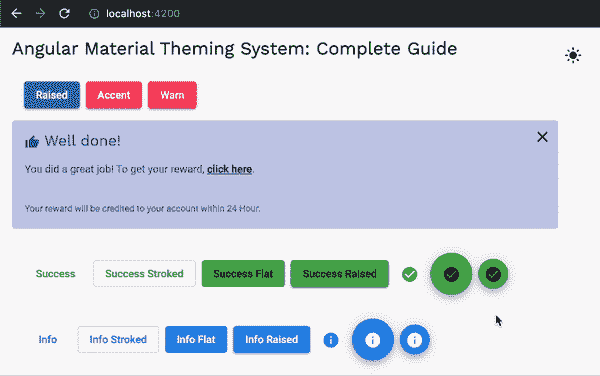 localhost:4200
Angular Material Theming System: Complete Guide
Raised Accent Warn
Well done!
You did a great job! To get your reward, click here.
Your reward will be credited to your account within 24 Hour.
Success Success Stroked Success Flat Success Raised
Info Info Stroked Info Flat Info Raised